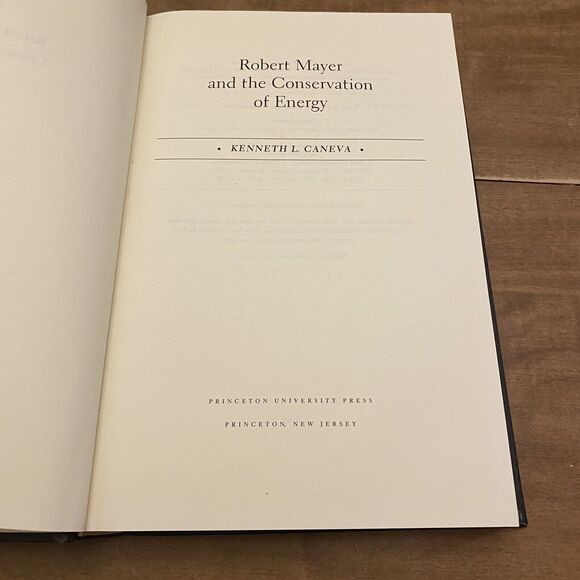 Robert Mayer
and the Conservation
of Energy
• KENNETH L. CANEVA •
PRINCETON UNIVERSITY PRESS
PRINCETON, NEW JERSEY